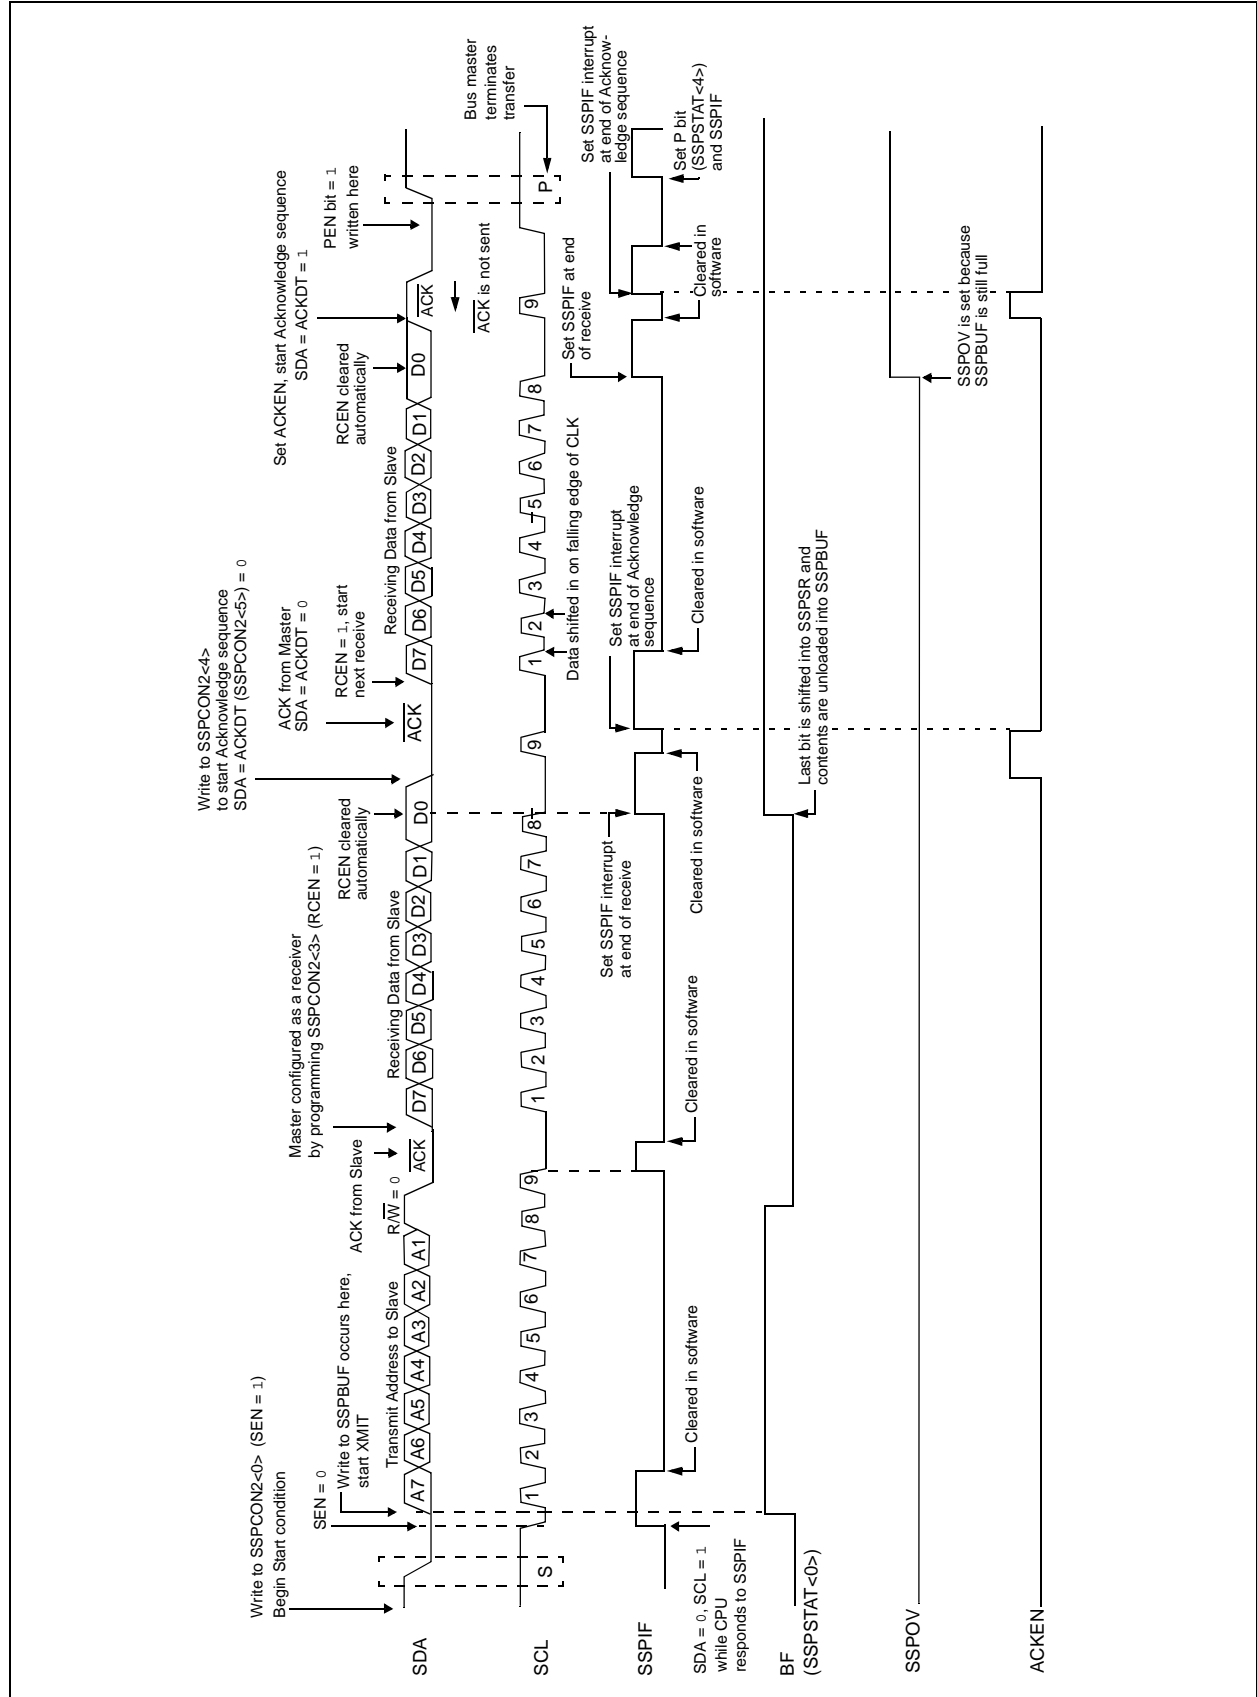 Write to SSPCON2<0> (SEN = 1)
Begin Start condition
SEN = 0
Write to SSPBUF occurs here,
start XMIT
Transmit Address to Slave
R/W = 0
ACK from Slave
Master configured as a receiver
by programming SSPCON2<3> (RCEN = 1)
Receiving Data from Slave
RCEN cleared
automatically
Write to SSPCON2<4>
to start Acknowledge sequence
SDA = ACKDT (SSPCON2<5>) = 0
ACK from Master
SDA = ACKDT = 0
RCEN = 1, start
next receive
Receiving Data from Slave
RCEN cleared
automatically
Set ACKEN, start Acknowledge sequence
SDA = ACKDT = 1
PEN bit = 1
written here
SDA
A7 A6 A5 A4 A3 A2 A1
ACK
D7 D6 D5 D4 D3 D2 D1 D0
ACK
D7 D6 D5 D4 D3 D2 D1 D0
ACK
ACK is not sent
Bus master
terminates
transfer
SCL
S
1 2 3 4 5 6 7 8 9
1 2 3 4 5 6 7 8
9
1 2 3 4 5 6 7 8
9
P
Data shifted in on falling edge of CLK
Set SSPIF interrupt
at end of receive
Set SSPIF interrupt
at end of Acknowledge
sequence
Set SSPIF at end
of receive
Set SSPIF interrupt
at end of Acknow-
ledge sequence
SSPIF
SDA = 0, SCL = 1
while CPU
responds to SSPIF
Cleared in software
Cleared in software
Cleared in software
Cleared in software
Cleared in software
Cleared in
software
Set P bit
(SSPSTAT<4>)
and SSPIF
BF
(SSPSTAT<0>)
Last bit is shifted into SSPSR and
contents are unloaded into SSPBUF
SSPOV
SSPOV is set because
SSPBUF is still full
ACKEN